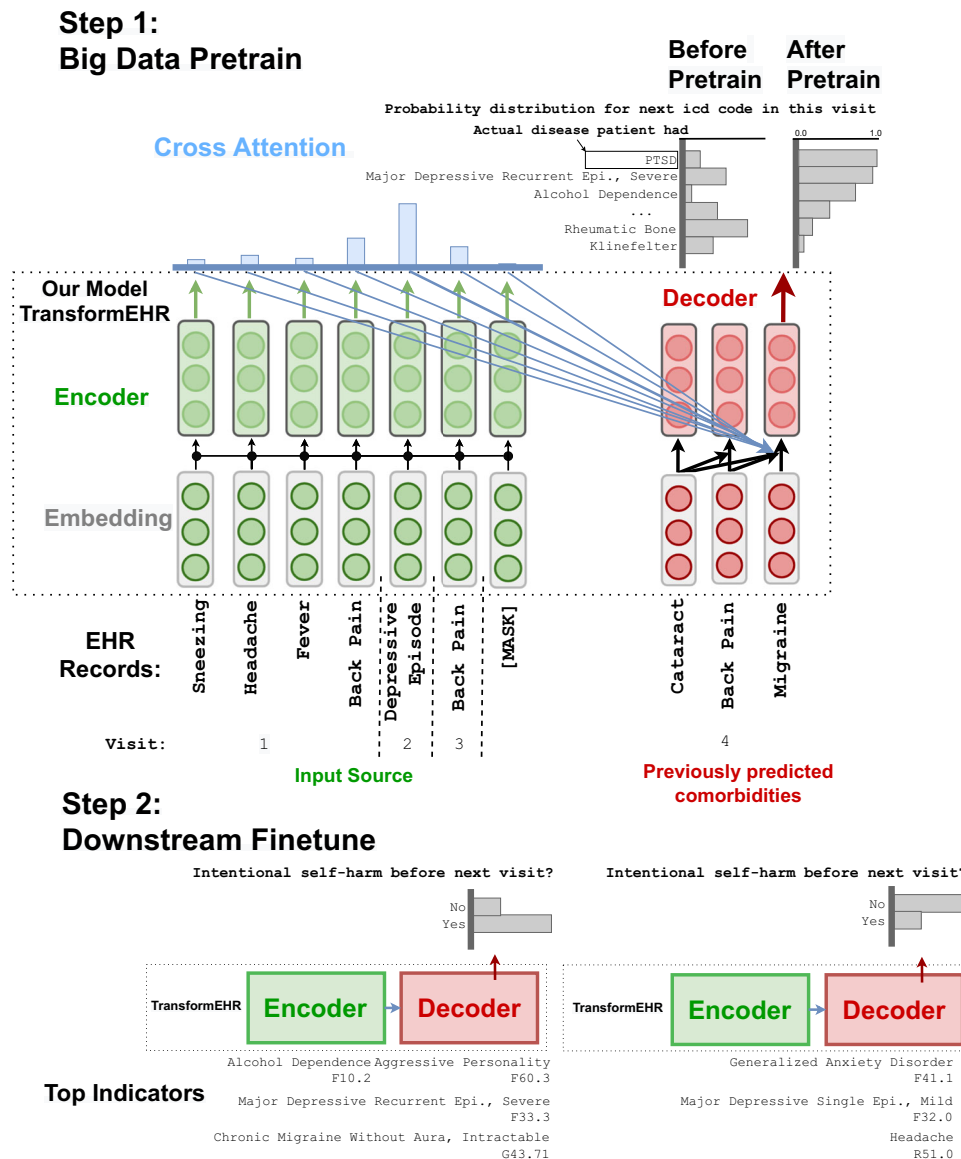 Step 1:
Big Data Pretrain
Before
Pretrain
After
Pretrain
Probability distribution for next icd code in this visit
Actual disease patient had
0.0 1.0
Cross Attention
PTSD
Major Depressive Recurrent Epi., Severe
Alcohol Dependence
...
Rheumatic Bone
Klinefelter
Our Model
TransformEHR
Decoder
Encoder
Embedding
EHR
Records:
Sneezing
Headache
Fever
Back Pain
Depressive
Episode
Back Pain
[MASK]
Cataract
Back Pain
Migraine
Visit: 1 2 3 4
Input Source
Previously predicted
comorbidities
Step 2:
Downstream Finetune
Intentional self-harm before next visit?
No
Yes
TransformEHR
Encoder
Decoder
Intentional self-harm before next visit?
No
Yes
TransformEHR
Encoder
Decoder
Top Indicators
Alcohol Dependence Aggressive Personality
F10.2 F60.3
Major Depressive Recurrent Epi., Severe
F33.3
Chronic Migraine Without Aura, Intractable
G43.71
Generalized Anxiety Disorder
F41.1
Major Depressive Single Epi., Mild
F32.0
Headache
R51.0